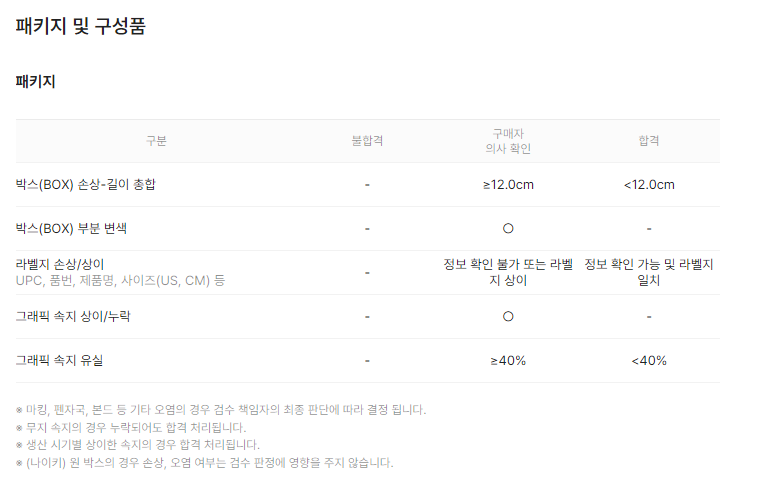 패키지 및 구성품
패키지
구분 불합격 구매자 의사 확인 합격
박스(BOX) 손상-길이 총합 - ≥12.0cm <12.0cm
박스(BOX) 부분 변색 - ○ -
라벨지 손상/상이
UPC, 품번, 제품명, 사이즈(US, CM) 등
- 정보 확인 불가 또는 라벨지 상이 정보 확인 가능 및 라벨지 일치
그래픽 속지 상이/누락 - ○ -
그래픽 속지 유실 - ≥40% <40%
※ 마킹, 펜자국, 본드 등 기타 오염의 경우 검수 책임자의 최종 판단에 따라 결정 됩니다.
※ 무지 속지의 경우 누락되어도 합격 처리됩니다.
※ 생산 시기별 상이한 속지의 경우 합격 처리됩니다.
※ (나이키) 원 박스의 경우 손상, 오염 여부는 검수 판정에 영향을 주지 않습니다.